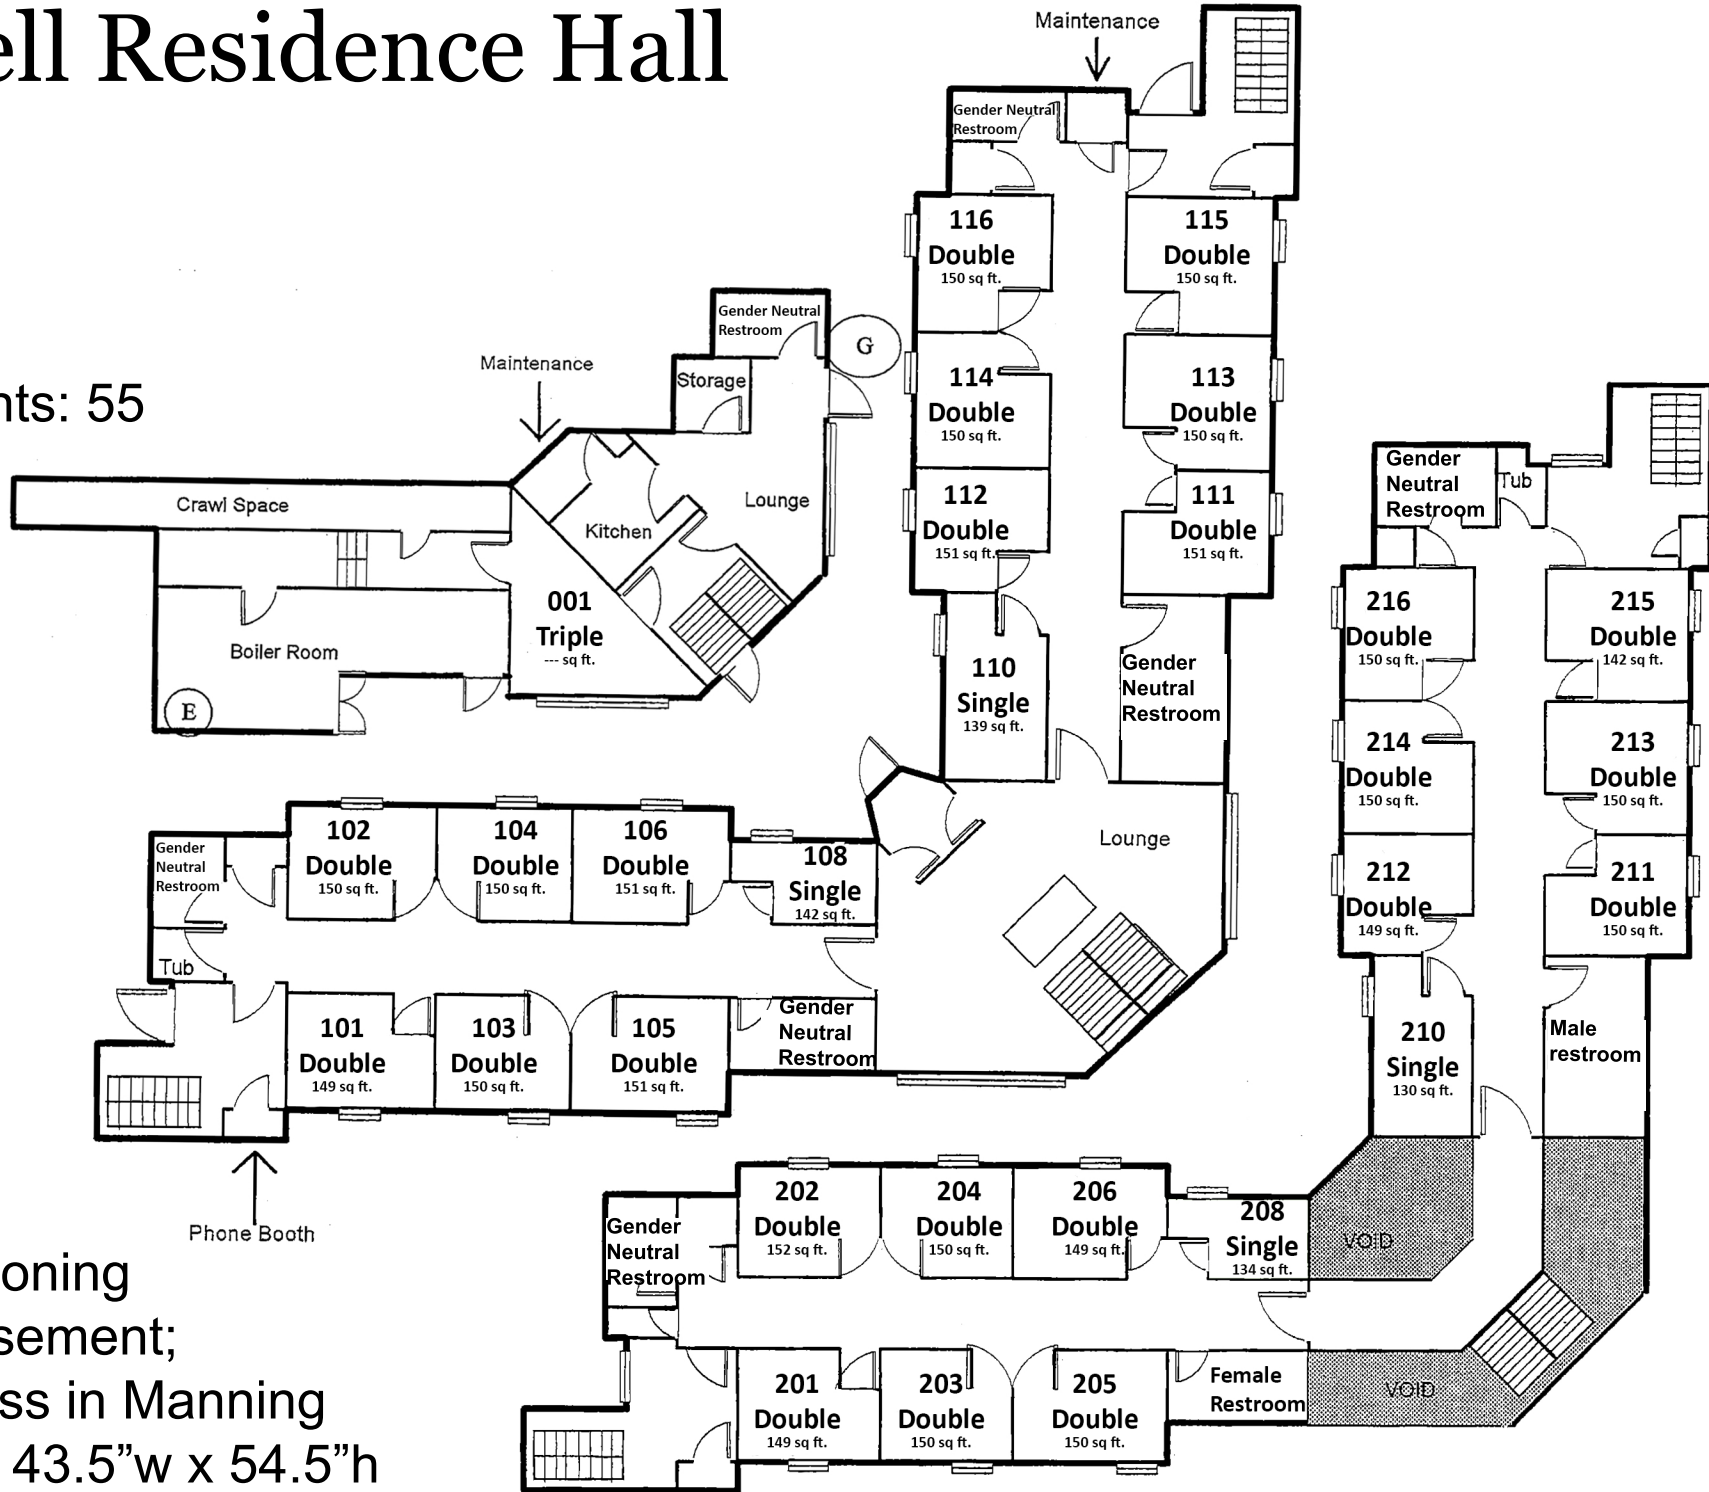 ell Residence Hall
nts: 55
oning
sement;
ss in Manning
43.5”w x 54.5”h
Maintenance
Gender Neutral
Restroom
116
Double
150 sq ft.
115
Double
150 sq ft.
114
Double
150 sq ft.
113
Double
150 sq ft.
112
Double
151 sq ft.
111
Double
151 sq ft.
110
Single
139 sq ft.
Gender
Neutral
Restroom
Lounge
Gender Neutral
Restroom
G
Maintenance
Storage
Lounge
Crawl Space
Kitchen
001
Triple
--- sq ft.
Boiler Room
E
102
Double
150 sq ft.
104
Double
150 sq ft.
106
Double
151 sq ft.
108
Single
142 sq ft.
Gender
Neutral
Restroom
Tub
101
Double
149 sq ft.
103
Double
150 sq ft.
105
Double
151 sq ft.
Gender
Neutral
Restroom
Phone Booth
Gender
Neutral
Restroom
Tub
216
Double
150 sq ft.
215
Double
142 sq ft.
214
Double
150 sq ft.
213
Double
150 sq ft.
212
Double
149 sq ft.
211
Double
150 sq ft.
210
Single
130 sq ft.
Male
restroom
VOID
202
Double
152 sq ft.
204
Double
150 sq ft.
206
Double
149 sq ft.
208
Single
134 sq ft.
Gender
Neutral
Restroom
201
Double
149 sq ft.
203
Double
150 sq ft.
205
Double
150 sq ft.
Female
Restroom
VOID